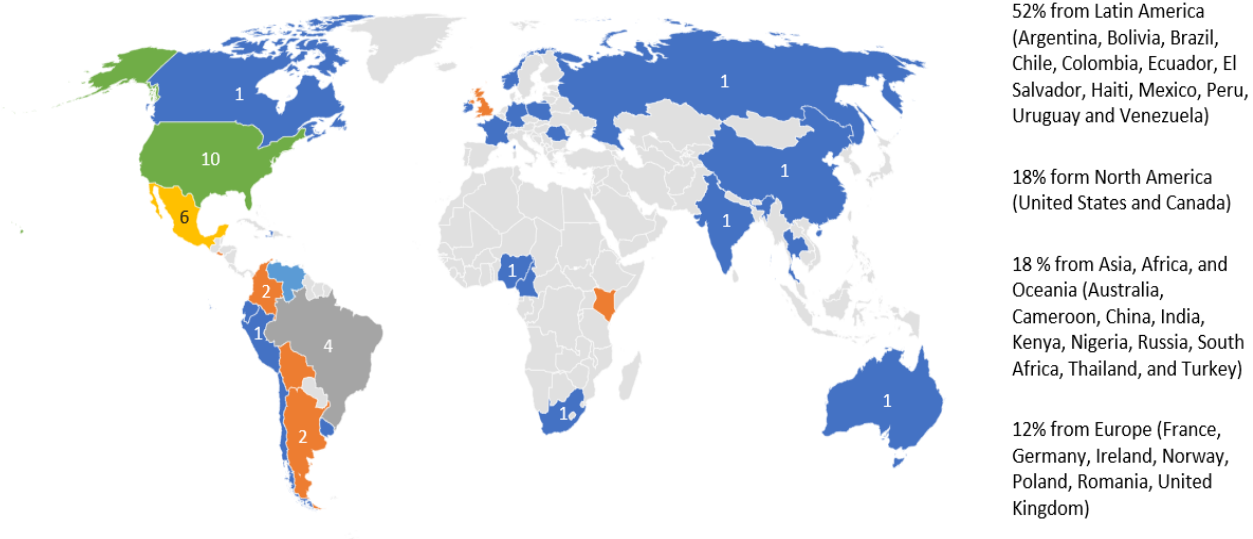 52% from Latin America
(Argentina, Bolivia, Brazil,
Chile, Colombia, Ecuador, El
Salvador, Haiti, Mexico, Peru,
Uruguay and Venezuela)
18% form North America
(United States and Canada)
18 % from Asia, Africa, and
Oceania (Australia,
Cameroon, China, India,
Kenya, Nigeria, Russia, South
Africa, Thailand, and Turkey)
12% from Europe (France,
Germany, Ireland, Norway,
Poland, Romania, United
Kingdom)
1
1
10
1
6
1
1
2
1
4
1
1
2